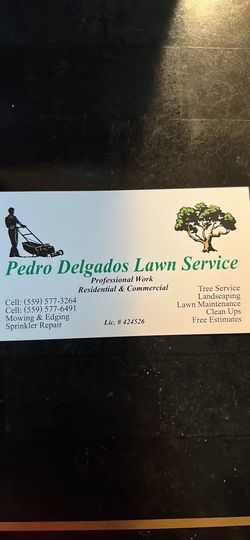 Pedro Delgados Lawn Service
Professional Work
Residential & Commercial
Cell: (559) 577-3264
Cell: (559) 577-6491
Mowing & Edging
Sprinkler Repair
Lic. # 424526
Tree Service
Landscaping
Lawn Maintenance
Clean Ups
Free Estimates